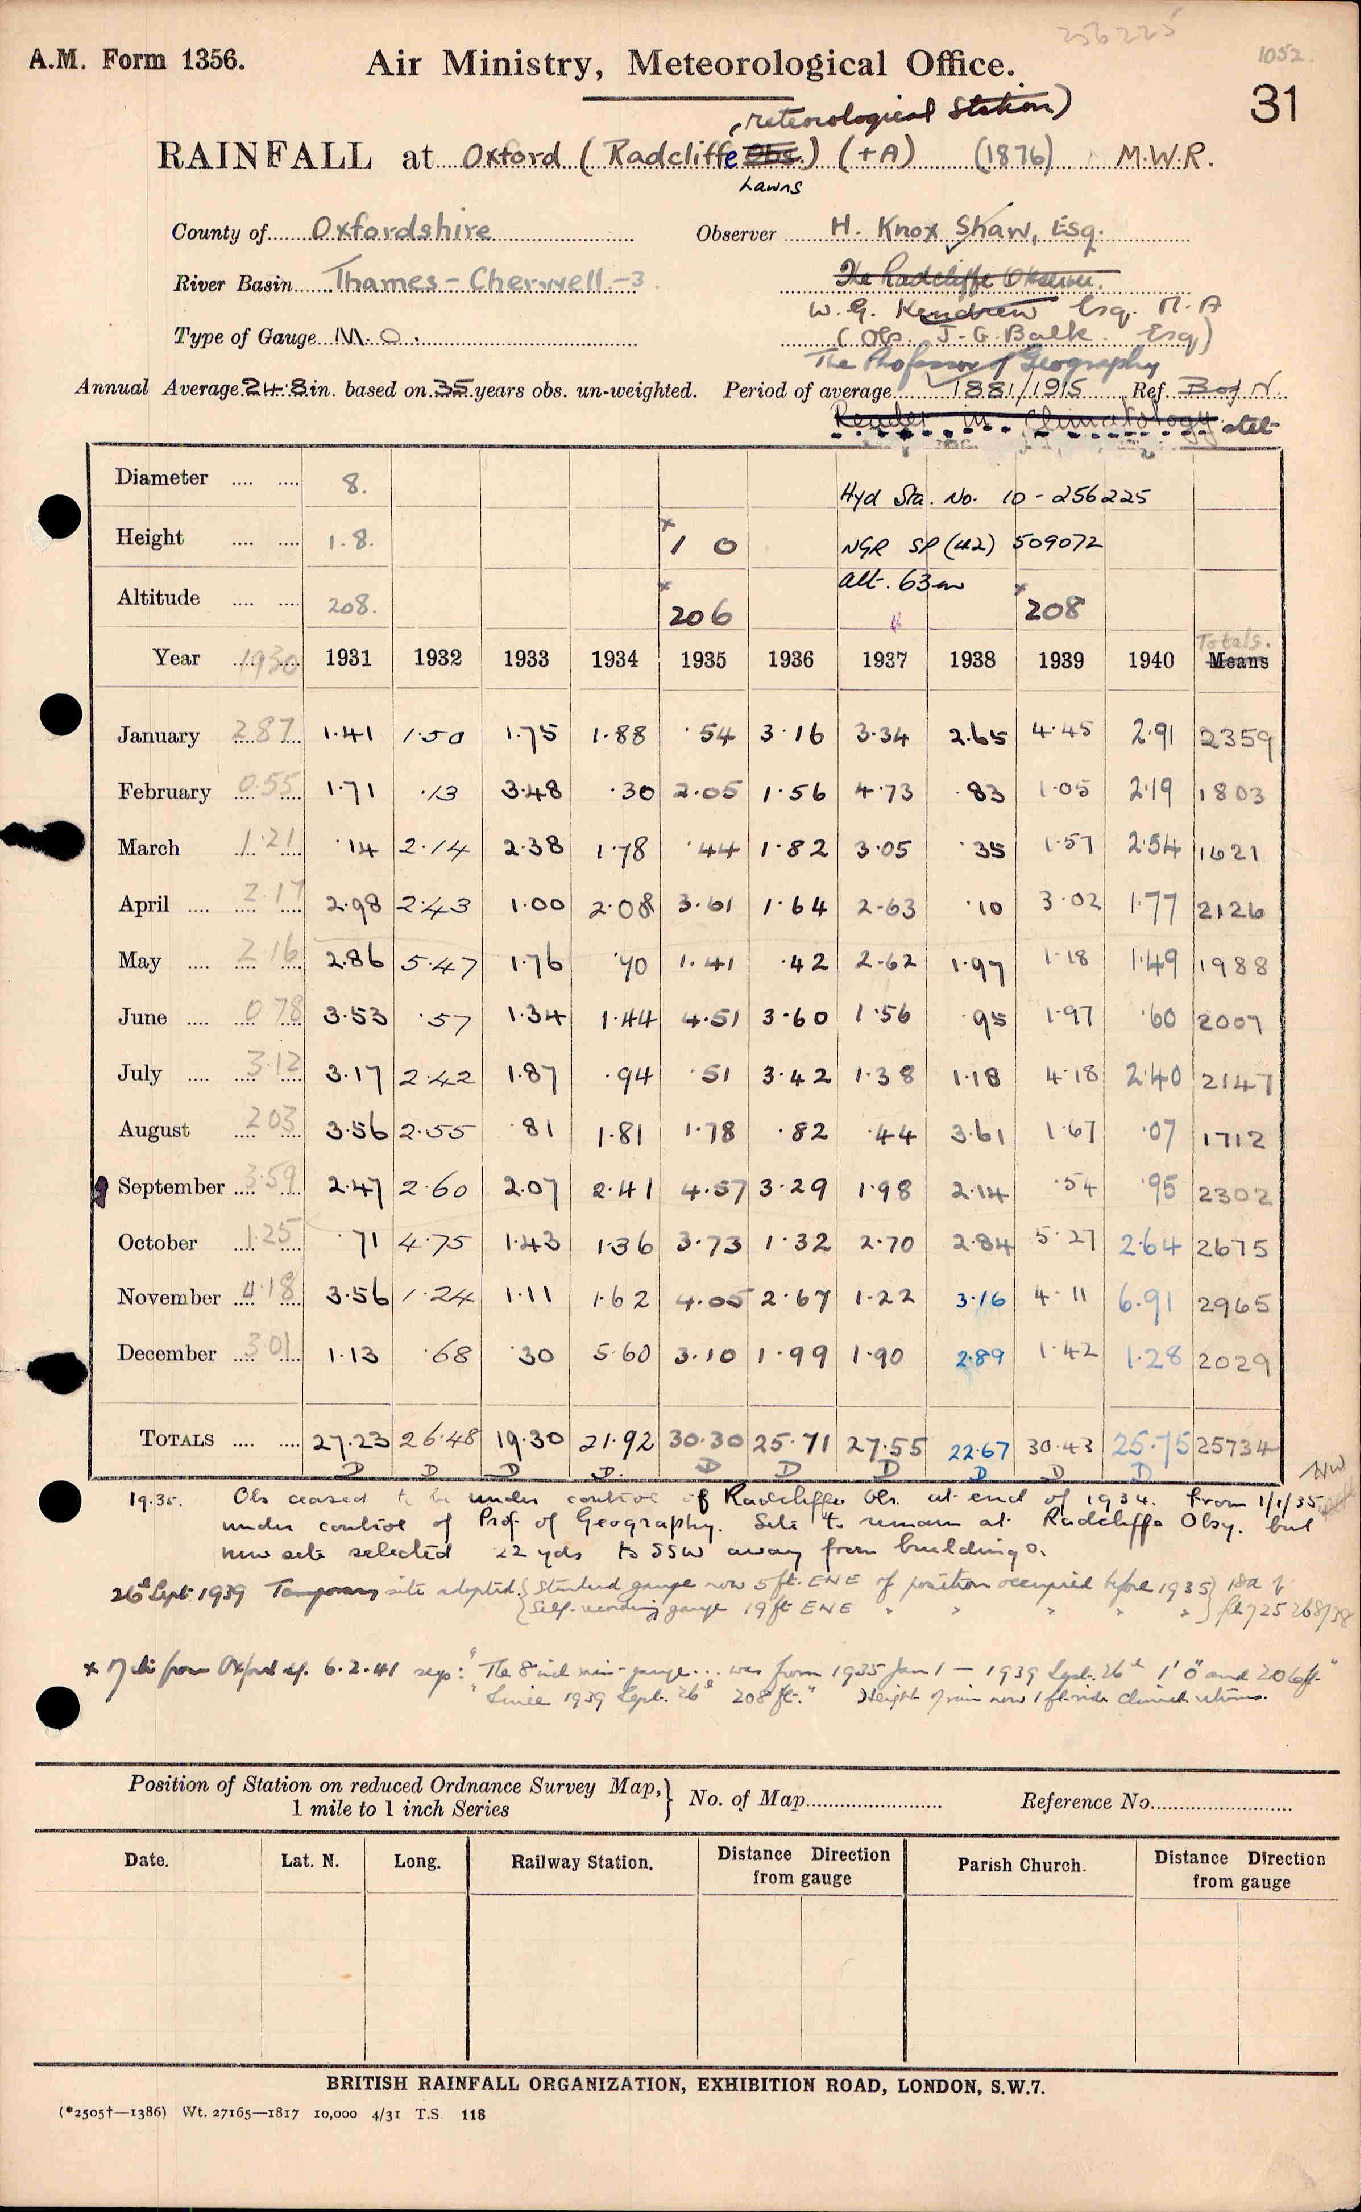 256225
1052
A.M. Form 1356.
Air Ministry, Meteorological Office.
31
Meteorological Station)
RAINFALL at Oxford (Radcliffe Obs.) (+A) (1876) M.W.R.
Lawns
County of Oxfordshire Observer H. Knox Shaw, Esq.
River Basin Thames-Cherwell-3 The Radcliffe Observer.
W. G. Kendrew Esq. M.A
Type of Gauge M.O. (Obs. J.G. Balk. Esq)
The Professor of Geography
Annual Average 24.8 in. based on 35 years obs. un-weighted. Period of average 1881/1915 Ref. N.
Reader in Climatology stet
Diameter .... .... 8. Hyd Sta. No. 10-256225
Height .... .... 1.8. x 1 0 NGR SP (42) 509072
Altitude .... .... 208. x 206 alt. 63m x 208
Year 1930 1931 1932 1933 1934 1935 1936 1937 1938 1939 1940 Totals. Means
January 2.87 1.41 1.50 1.75 1.88 .54 3.16 3.34 2.65 4.45 2.91 2359
February 0.55 1.71 .13 3.48 .30 2.05 1.56 4.73 .83 1.05 2.19 1803
March 1.21 .14 2.14 2.38 1.78 .44 1.82 3.05 .35 1.57 2.54 1621
April .... 2.17 2.98 2.43 1.00 2.08 3.61 1.64 2.63 .10 3.02 1.77 2126
May .... 2.16 2.86 5.47 1.76 .40 1.41 .42 2.62 1.97 1.18 1.49 1988
June .... 0.78 3.53 .57 1.34 1.44 4.51 3.60 1.56 .95 1.97 .60 2007
July .... 3.12 3.17 2.42 1.87 .94 .51 3.42 1.38 1.18 4.18 2.40 2147
August 2.03 3.56 2.55 .81 1.81 1.78 .82 .44 3.61 1.67 .07 1712
September .... 3.59 2.47 2.60 2.07 2.41 4.57 3.29 1.98 2.14 .54 .95 2302
October 1.25 .71 4.75 1.43 1.36 3.73 1.32 2.70 2.84 5.27 2.64 2675
November .... 4.18 3.56 1.24 1.11 1.62 4.05 2.67 1.22 3.16 4.11 6.91 2965
December .... 3.01 1.13 .68 .30 5.60 3.10 1.99 1.90 2.89 1.42 1.28 2029
TOTALS .... .... 27.23 26.48 19.30 21.92 30.30 25.71 27.55 22.67 30.43 25.75 25734
D D D D. D D D D D D
1935. Obs ceased to be under control of Radcliffe Obs. at end of 1934. From 1/1/35
under control of Prof. of Geography. Site to remain at Radcliffe Obsy. but
new site selected 22 yds to SSW away from buildings.
26th Sept 1939 Temporary site adopted. {Standard gauge now 5 ft. ENE of position occupied before 1935}
{Self-recording gauge 19 ft ENE " " " " "}
x from Oxford of. 6.2.41 says: "The 8 inch rain-gauge... was from 1935 Jan 1 – 1939 Sept. 26th 1' 0" and 206 ft."
"Since 1939 Sept. 26th 208 ft." Height of rim now 1 ft
Position of Station on reduced Ordnance Survey Map, } No. of Map........ Reference No........
1 mile to 1 inch Series
Date. Lat. N. Long. Railway Station. Distance Direction Parish Church. Distance Direction
from gauge from gauge
BRITISH RAINFALL ORGANIZATION, EXHIBITION ROAD, LONDON, S.W.7.
(*2505†—1386) Wt. 27165—1817 10,000 4/31 T.S. 118